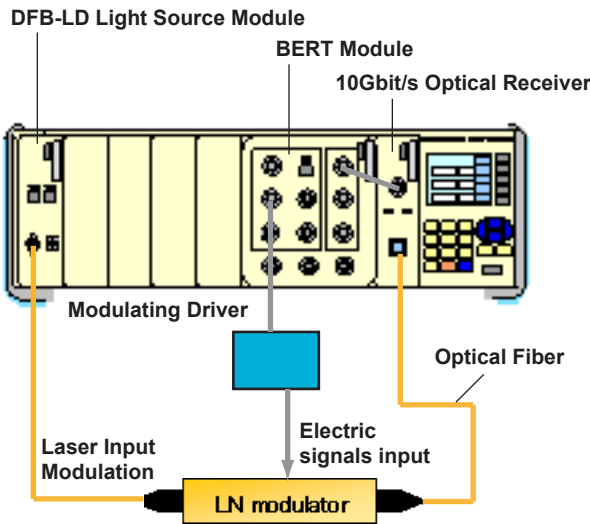 DFB-LD Light Source Module
BERT Module
10Gbit/s Optical Receiver
Modulating Driver
Optical Fiber
Electric
signals input
Laser Input
Modulation
LN modulator